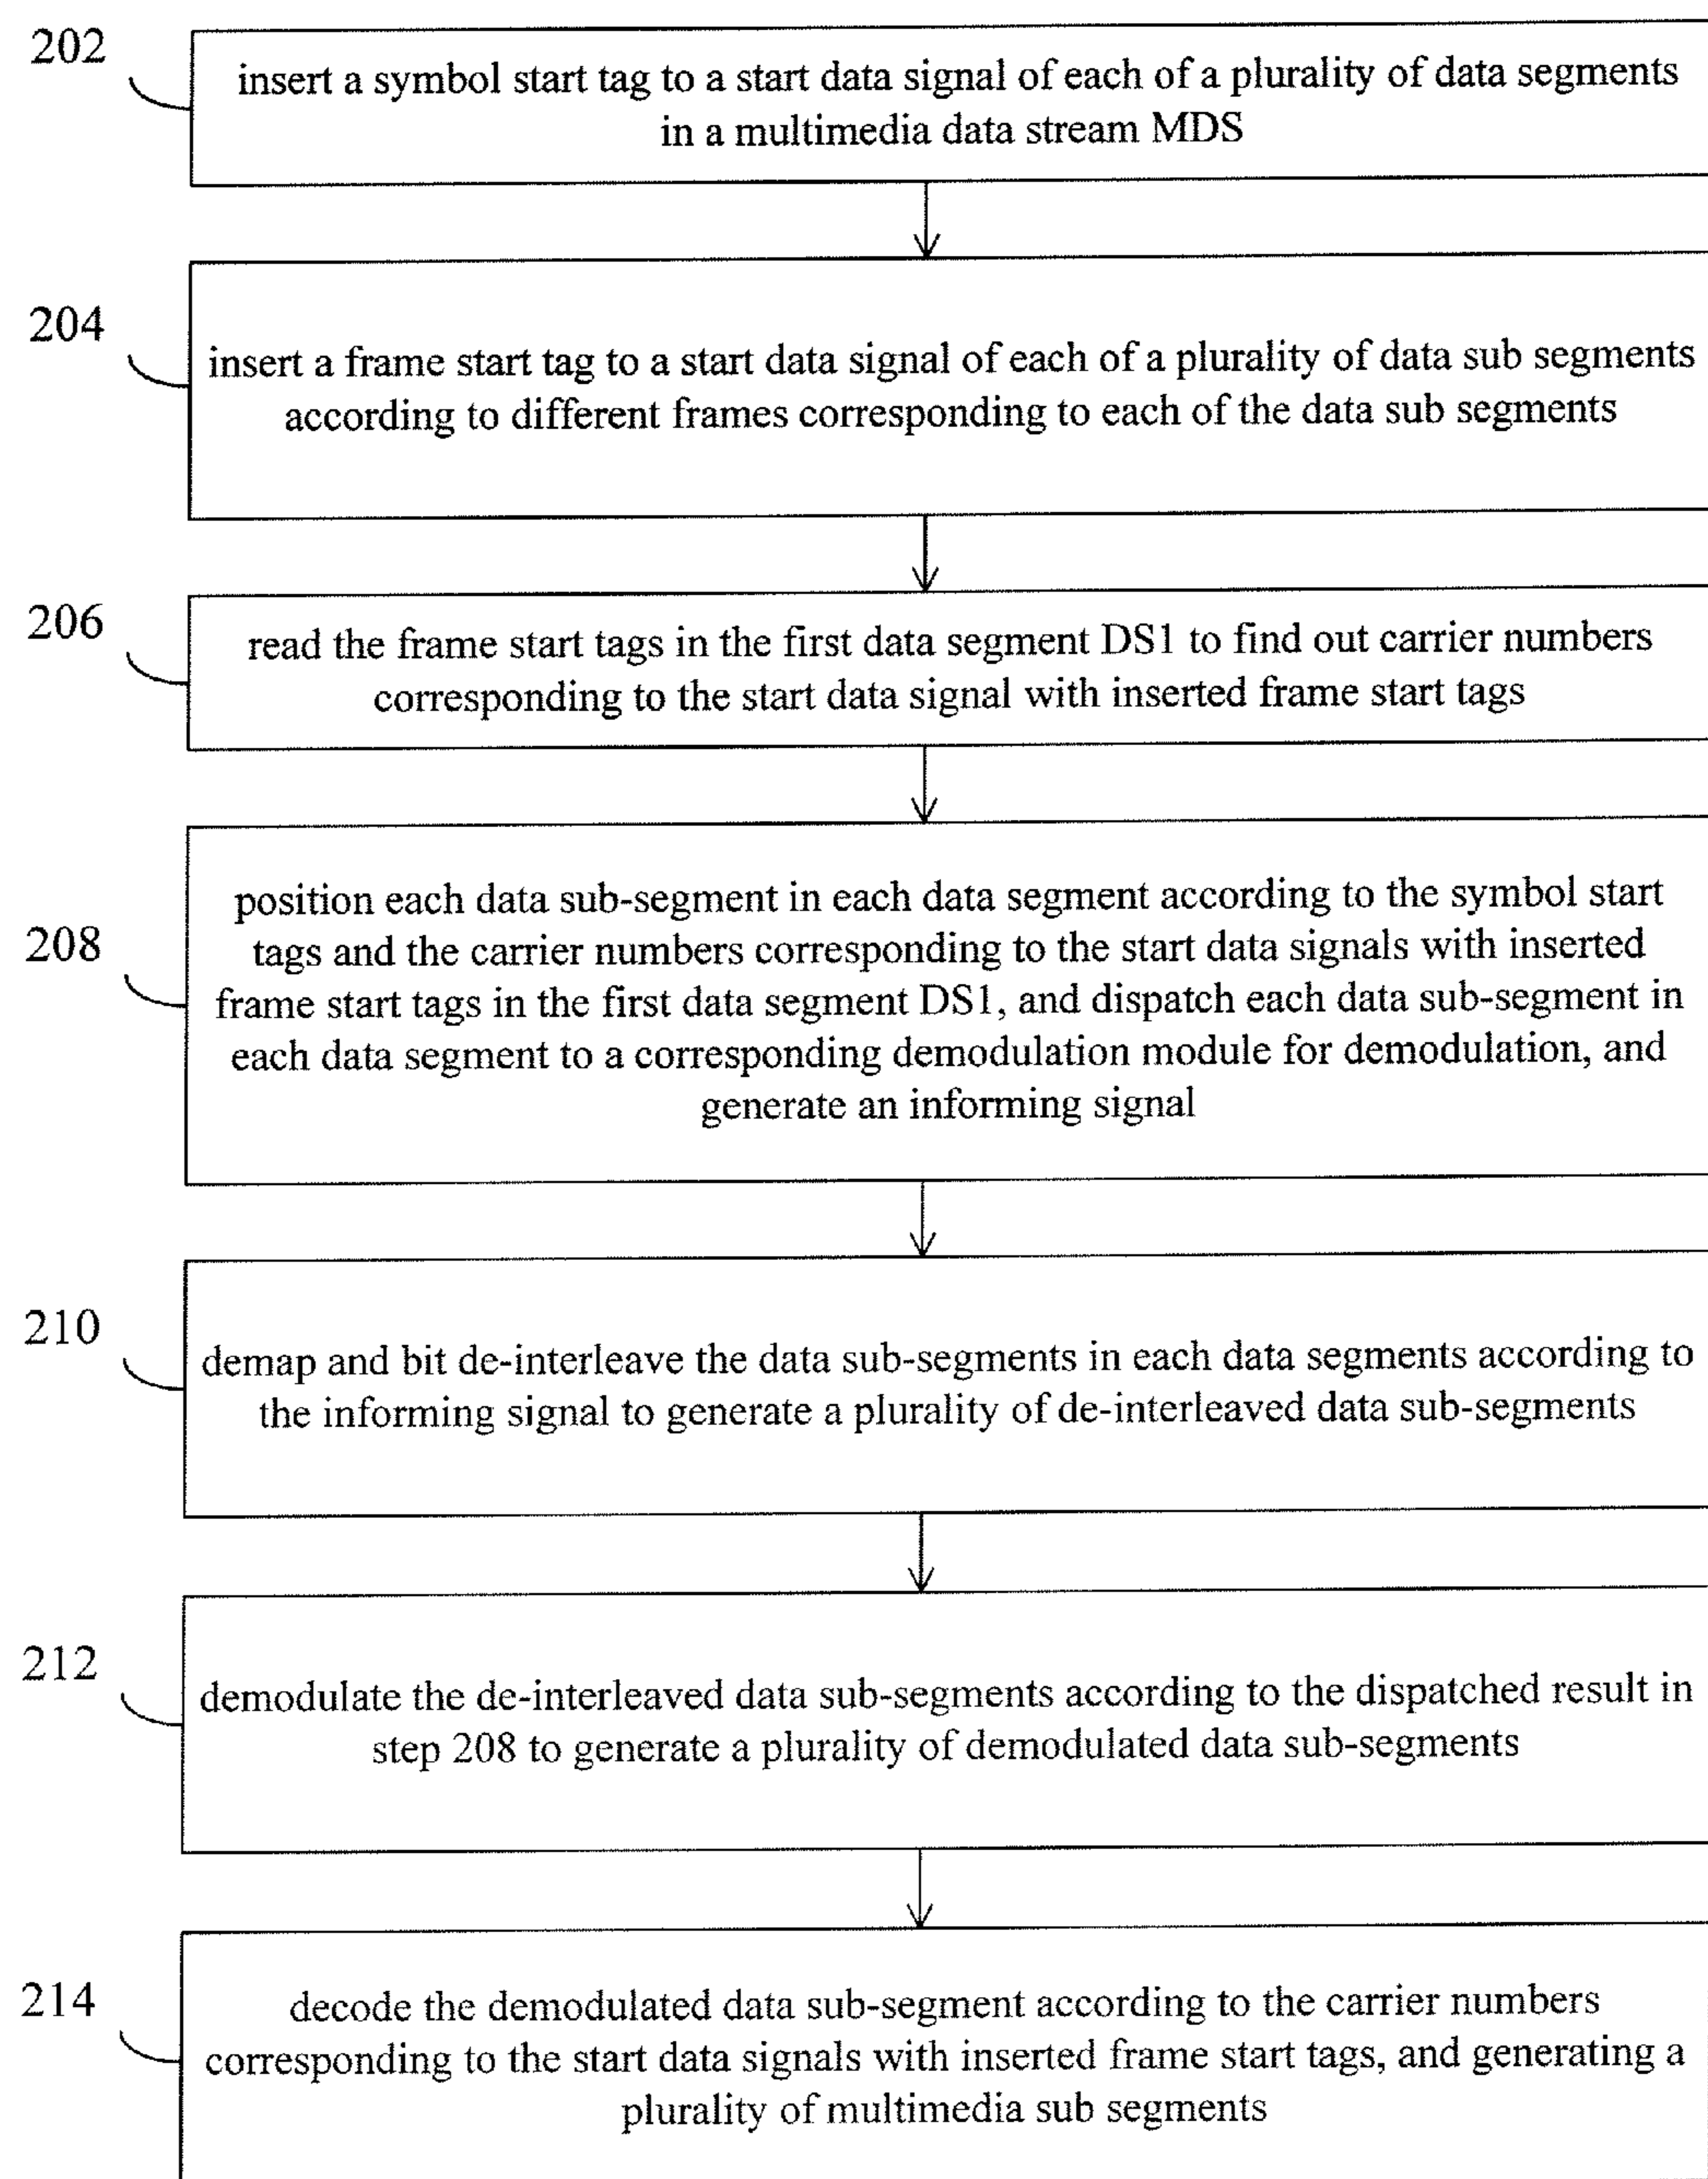 202
insert a symbol start tag to a start data signal of each of a plurality of data segments
in a multimedia data stream MDS
204
insert a frame start tag to a start data signal of each of a plurality of data sub segments
according to different frames corresponding to each of the data sub segments
206
read the frame start tags in the first data segment DS1 to find out carrier numbers
corresponding to the start data signal with inserted frame start tags
208
position each data sub-segment in each data segment according to the symbol start
tags and the carrier numbers corresponding to the start data signals with inserted
frame start tags in the first data segment DS1, and dispatch each data sub-segment in
each data segment to a corresponding demodulation module for demodulation, and
generate an informing signal
210
demap and bit de-interleave the data sub-segments in each data segments according to
the informing signal to generate a plurality of de-interleaved data sub-segments
212
demodulate the de-interleaved data sub-segments according to the dispatched result in
step 208 to generate a plurality of demodulated data sub-segments
214
decode the demodulated data sub-segment according to the carrier numbers
corresponding to the start data signals with inserted frame start tags, and generating a
plurality of multimedia sub segments